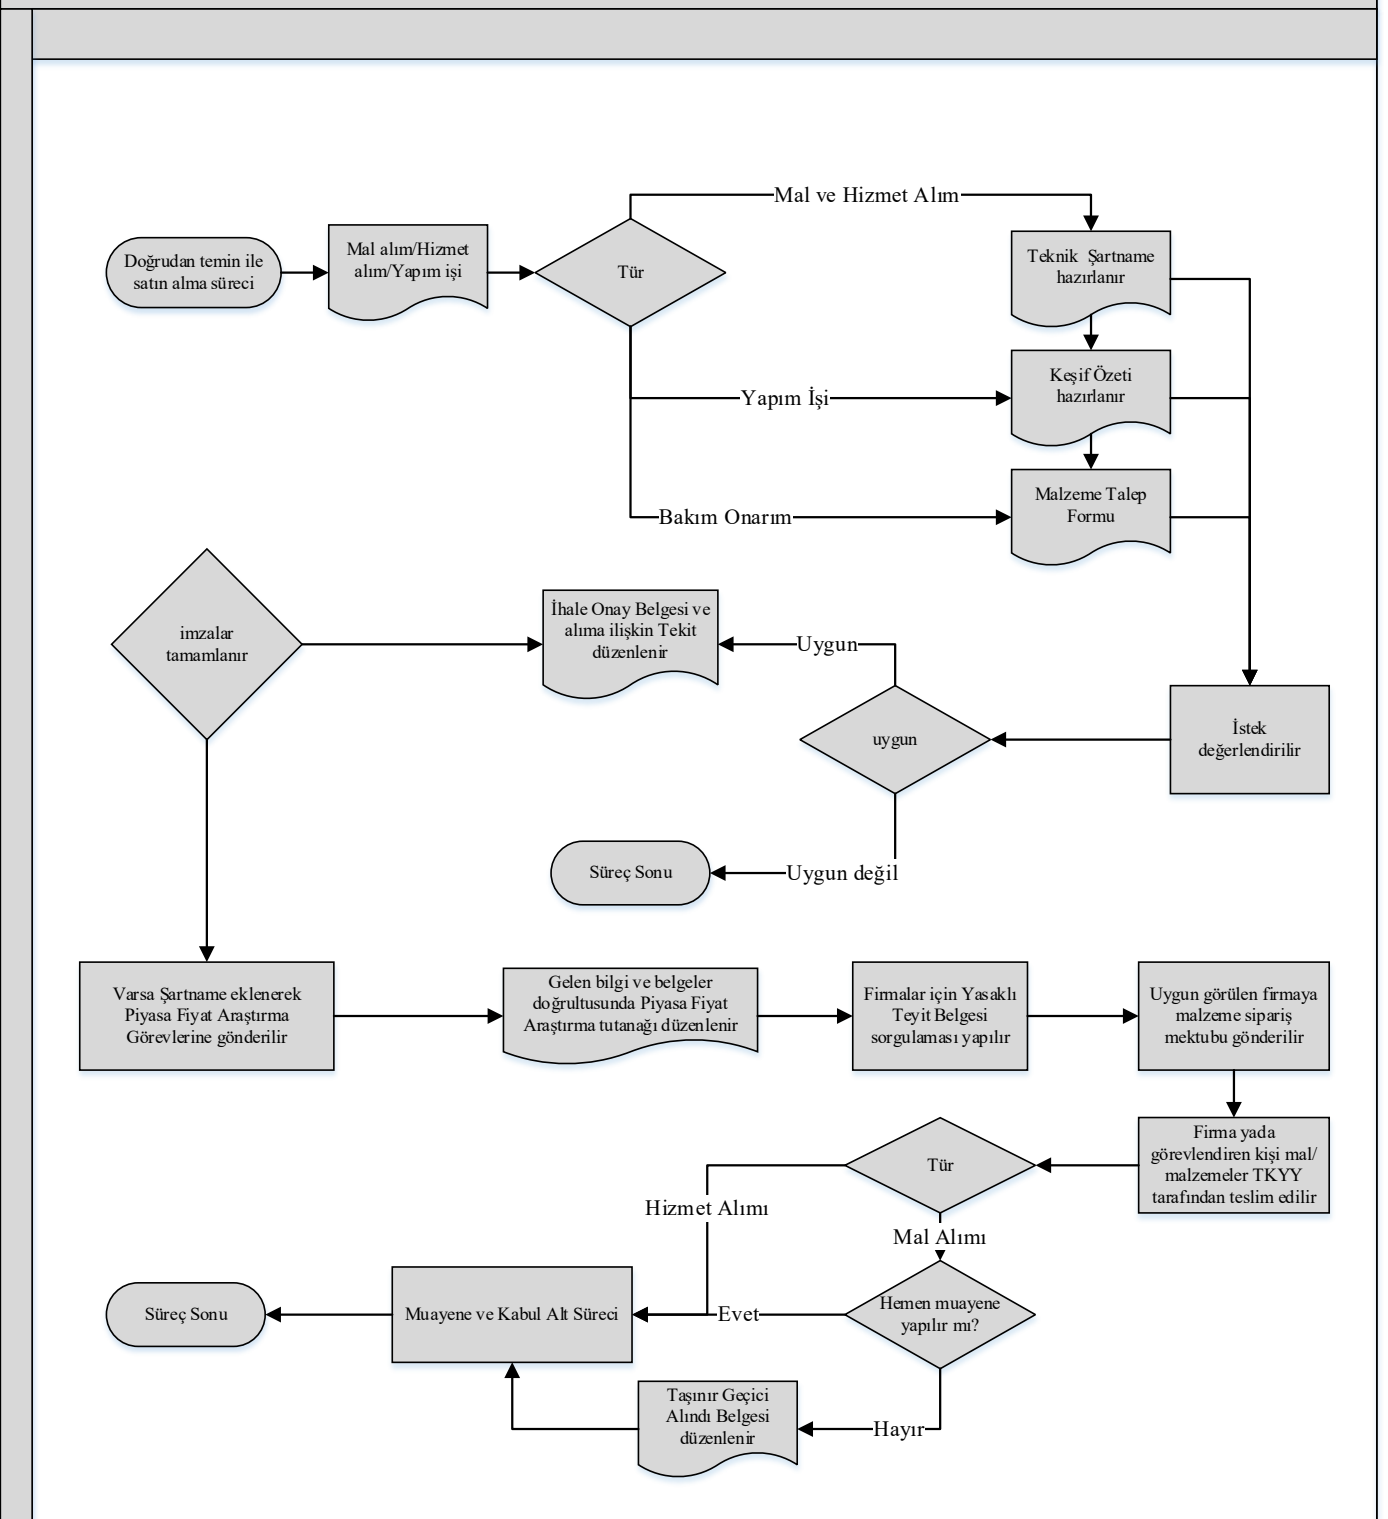 Mal ve Hizmet Alım
Doğrudan temin ile
satın alma süreci
Mal alım/Hizmet
alım/Yapım işi
Tür
Teknik  Şartname
hazırlanır
Yapım İşi
Keşif Özeti
hazırlanır
Bakım Onarım
Malzeme Talep
Formu
imzalar
tamamlanır
İhale Onay Belgesi ve
alıma ilişkin Tekit
düzenlenir
Uygun
uygun
İstek
değerlendirilir
Süreç Sonu
Uygun değil
Varsa Şartname eklenerek
Piyasa Fiyat Araştırma
Görevlerine gönderilir
Gelen bilgi ve belgeler
doğrultusunda Piyasa Fiyat
Araştırma tutanağı düzenlenir
Firmalar için Yasaklı
Teyit Belgesi
sorgulaması yapılır
Uygun görülen firmaya
malzeme sipariş
mektubu gönderilir
Firma yada
görevlendiren kişi mal/
malzemeler TKYY
tarafından teslim edilir
Tür
Hizmet Alımı
Mal Alımı
Hemen muayene
yapılır mı?
Evet
Muayene ve Kabul Alt Süreci
Süreç Sonu
Hayır
Taşınır Geçici
Alındı Belgesi
düzenlenir